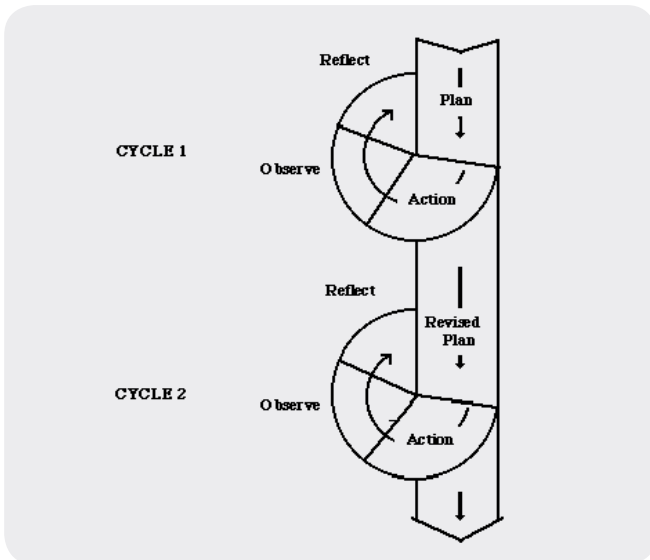 Reflect
Plan
CYCLE 1
Observe
Action
Reflect
Revised
Plan
CYCLE 2
Observe
Action